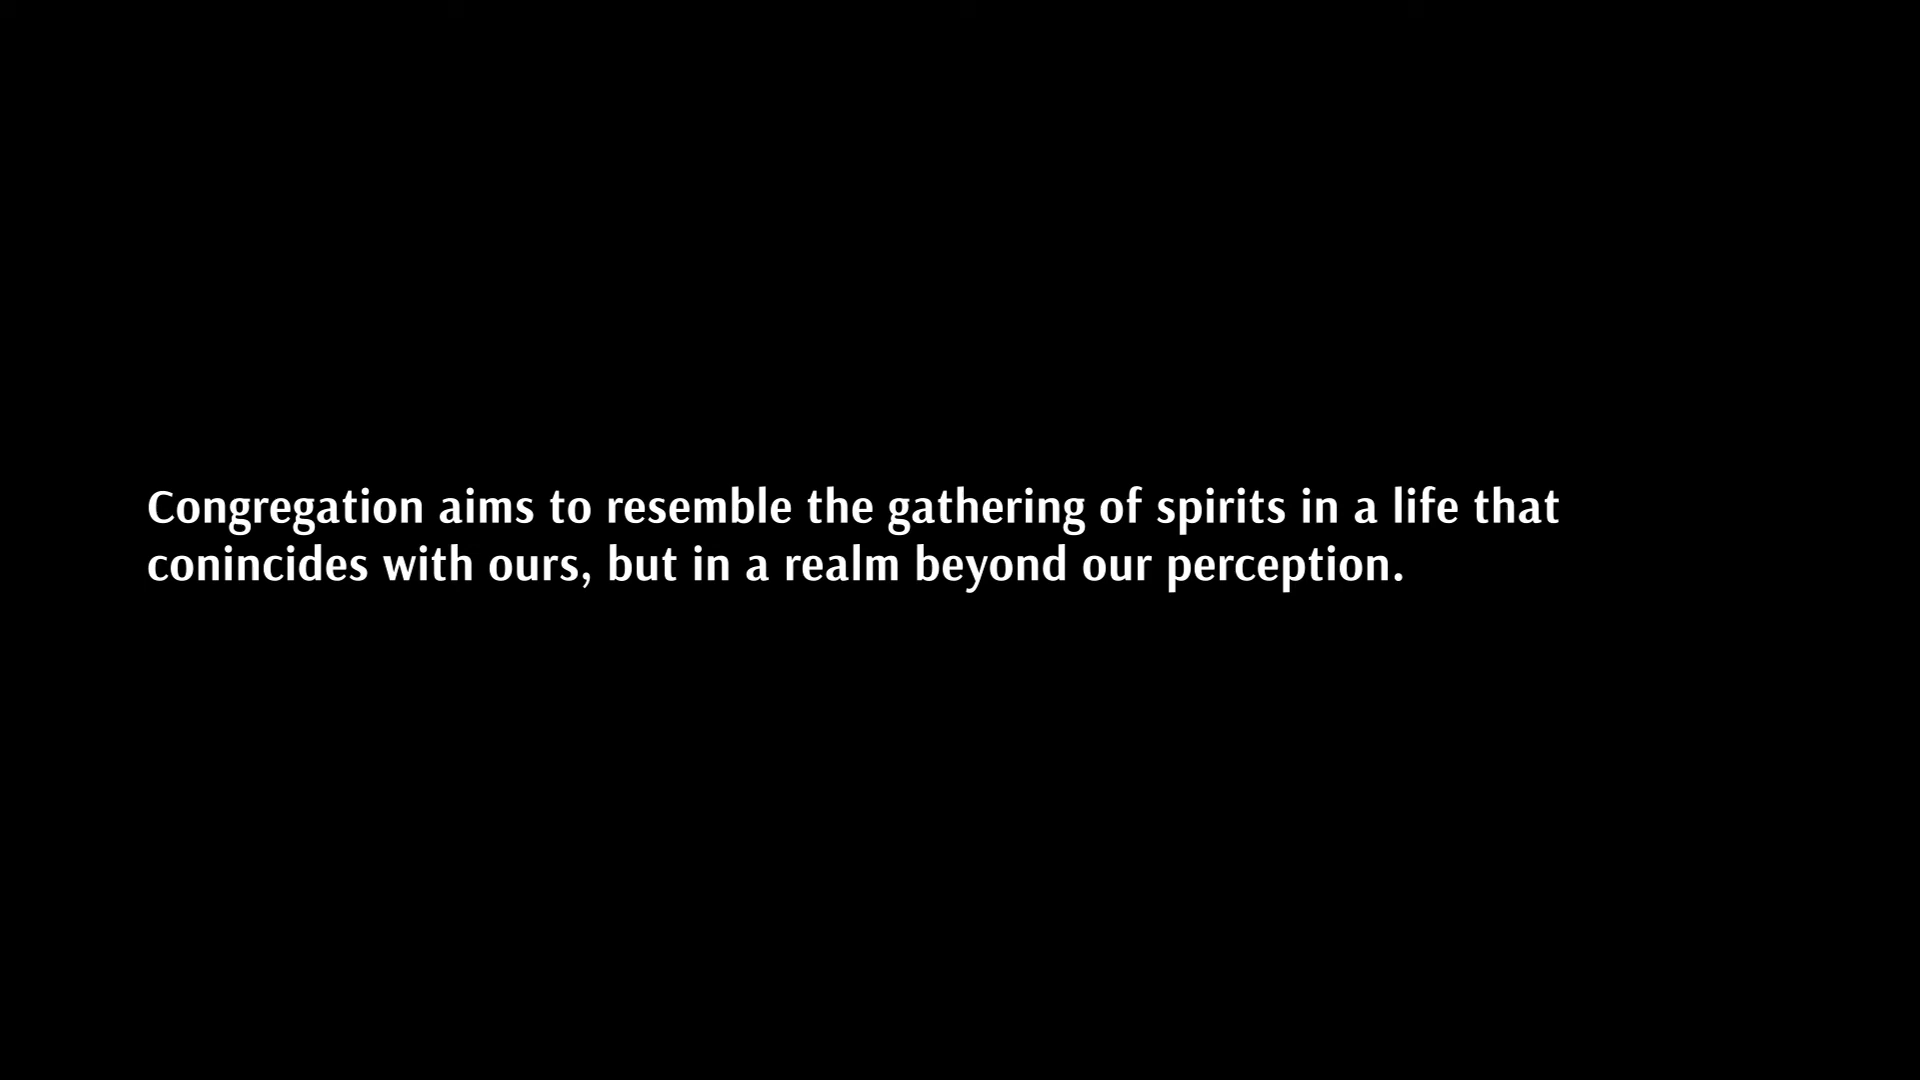 Congregation aims to resemble the gathering of spirits in a life that
conincides with ours, but in a realm beyond our perception.